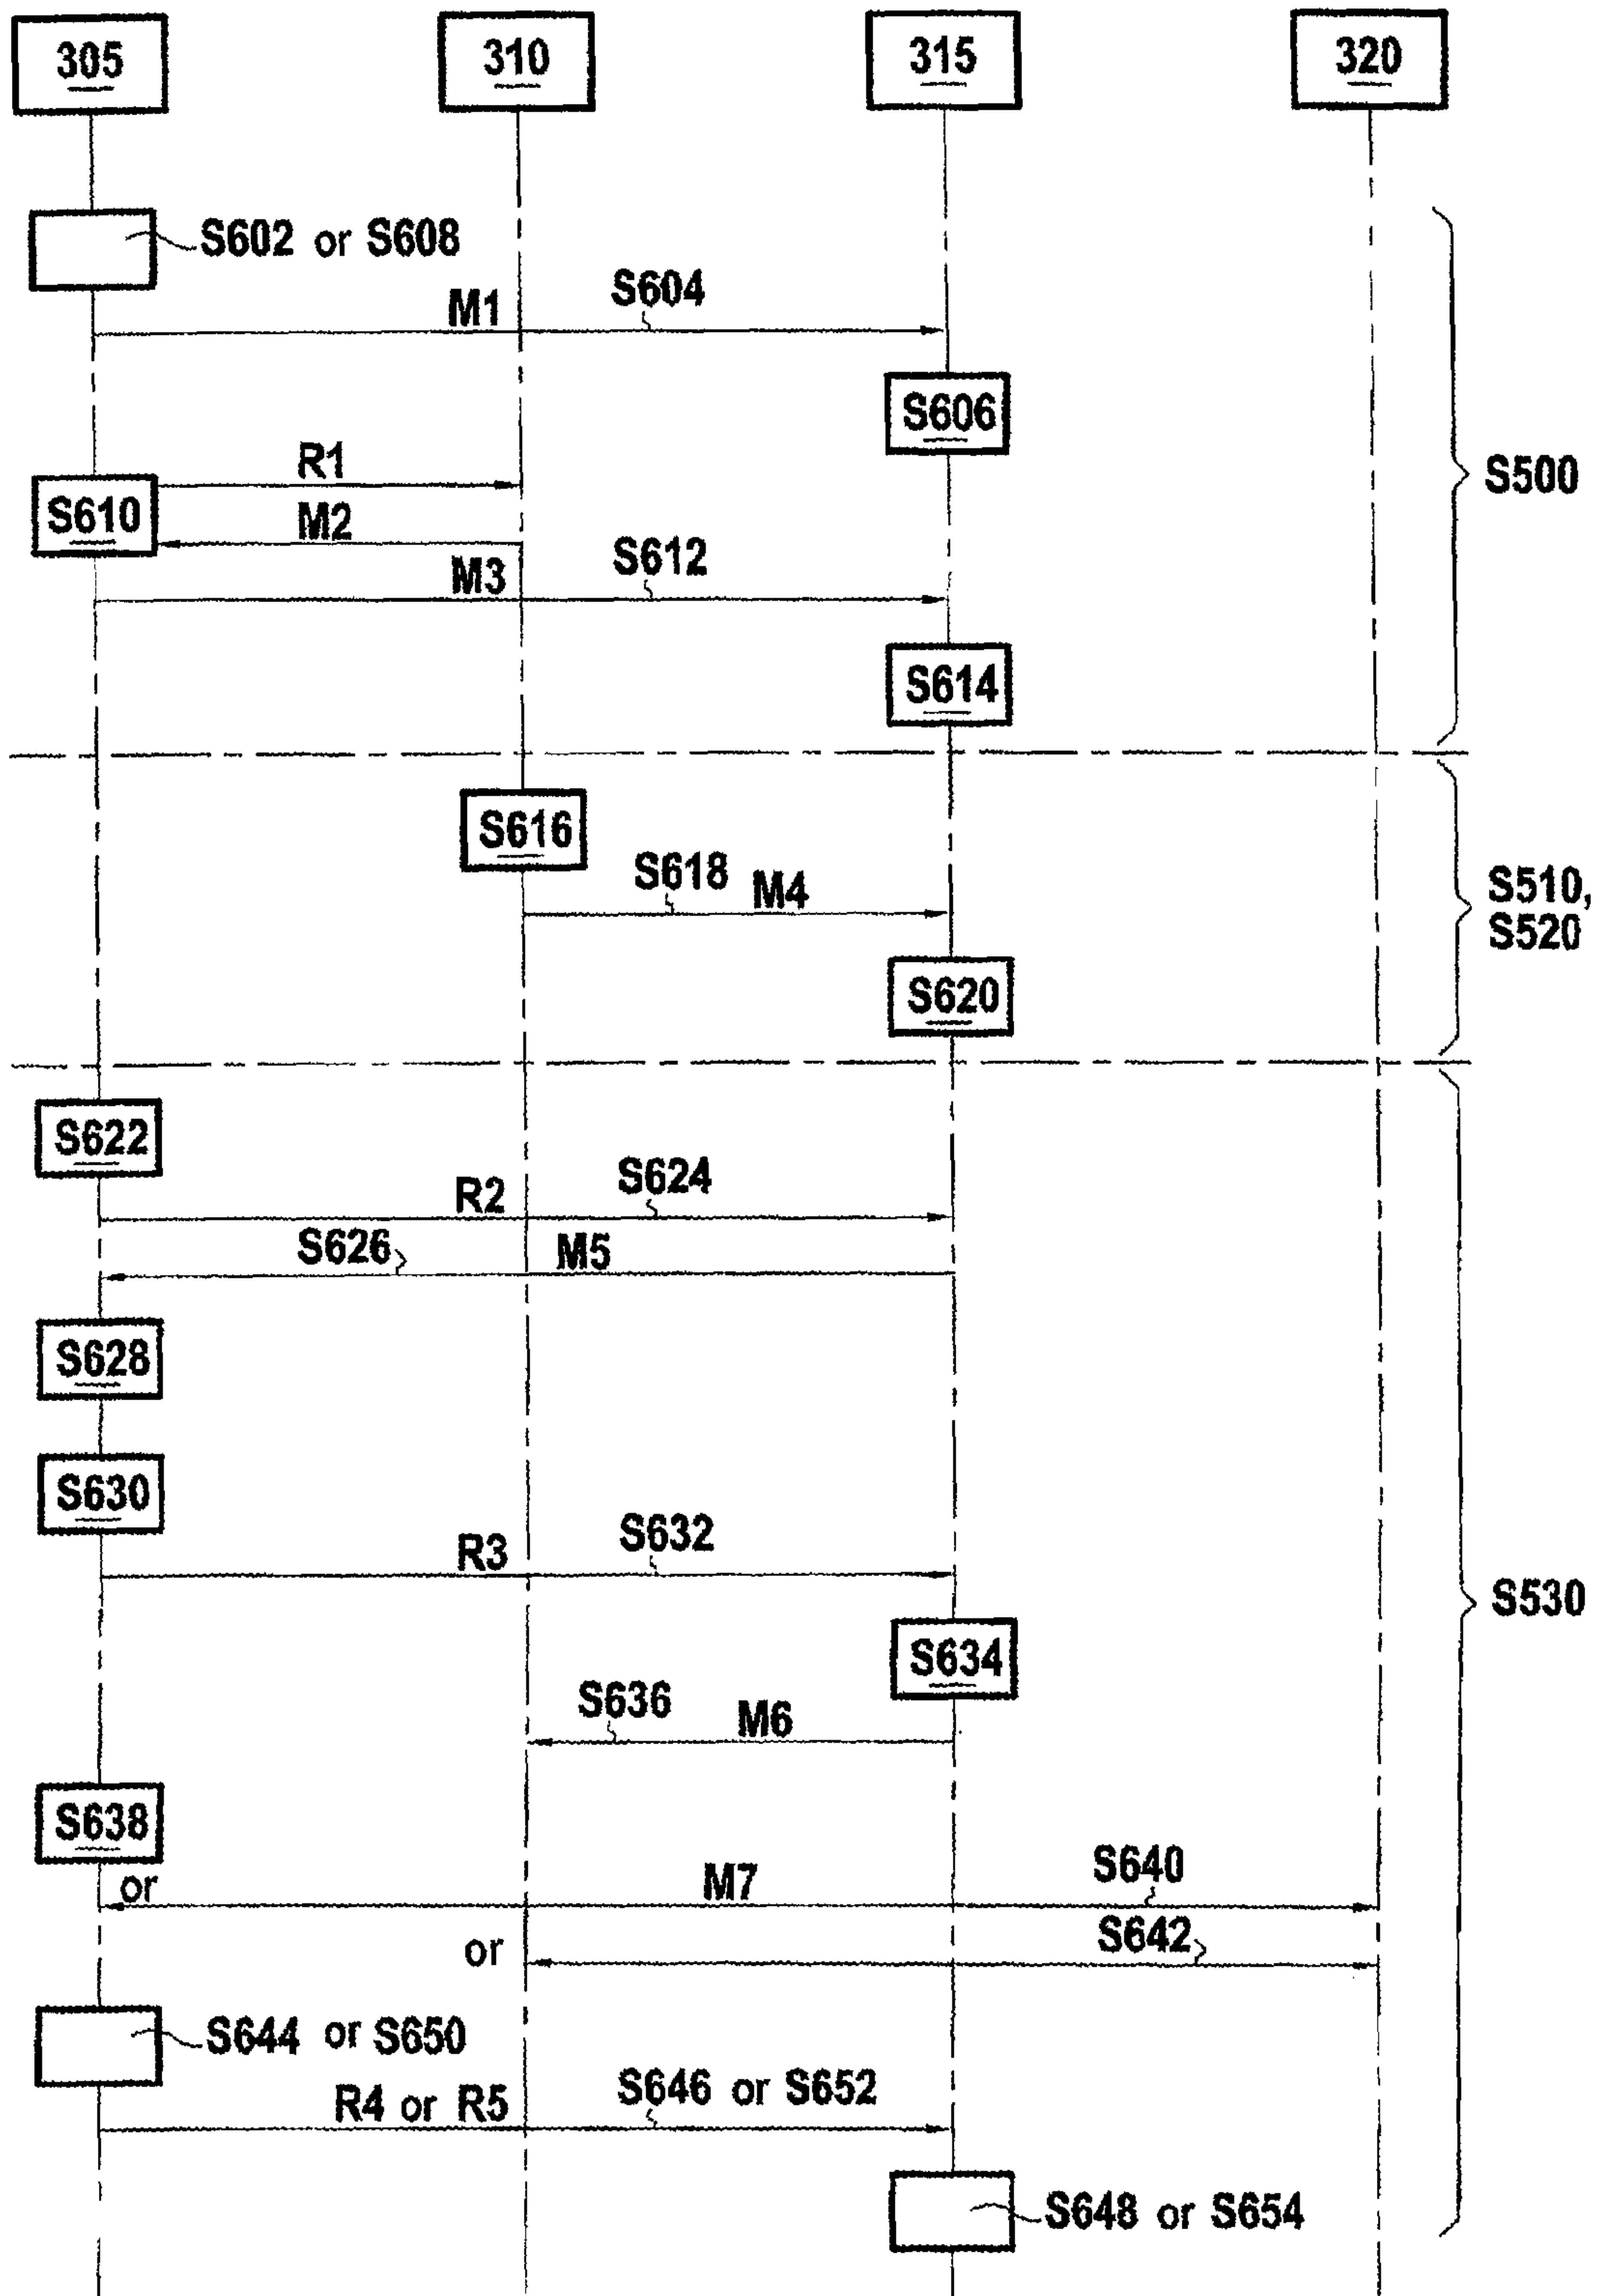 305 310 315 320
S602 or S608
S604
M1
S606
R1
S500
S610
M2
S612
M3
S614
S616
S618 M4
S510,
S520
S620
S622
S624
R2
S626 M5
S628
S630
S632
R3
S530
S634
S636 M6
S638
or M7 S640
or S642
S644 or S650
R4 or R5 S646 or S652
S648 or S654